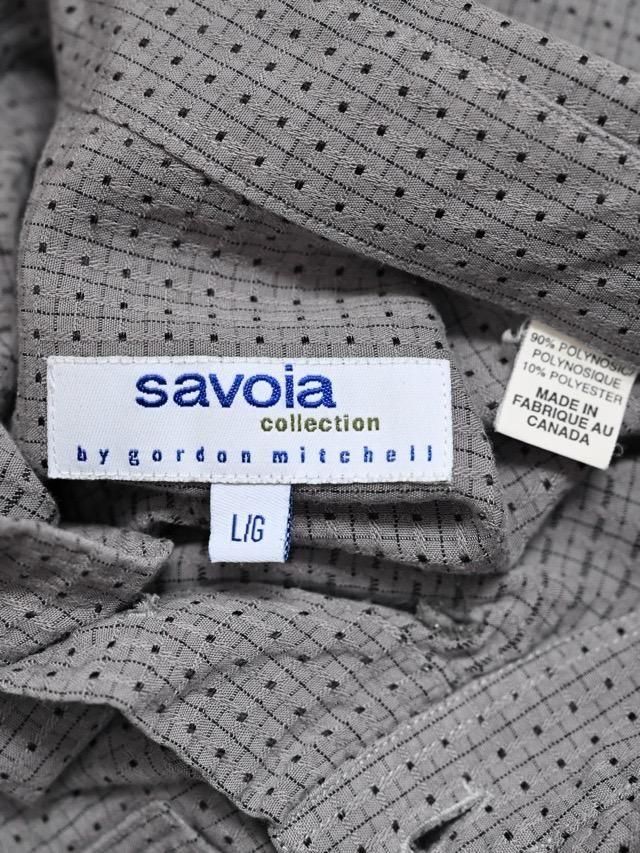 savoia
collection
by gordon mitchell
L/G
90% POLYNOSIC
POLYNOSIQUE
10% POLYESTER
MADE IN
FABRIQUE AU
CANADA